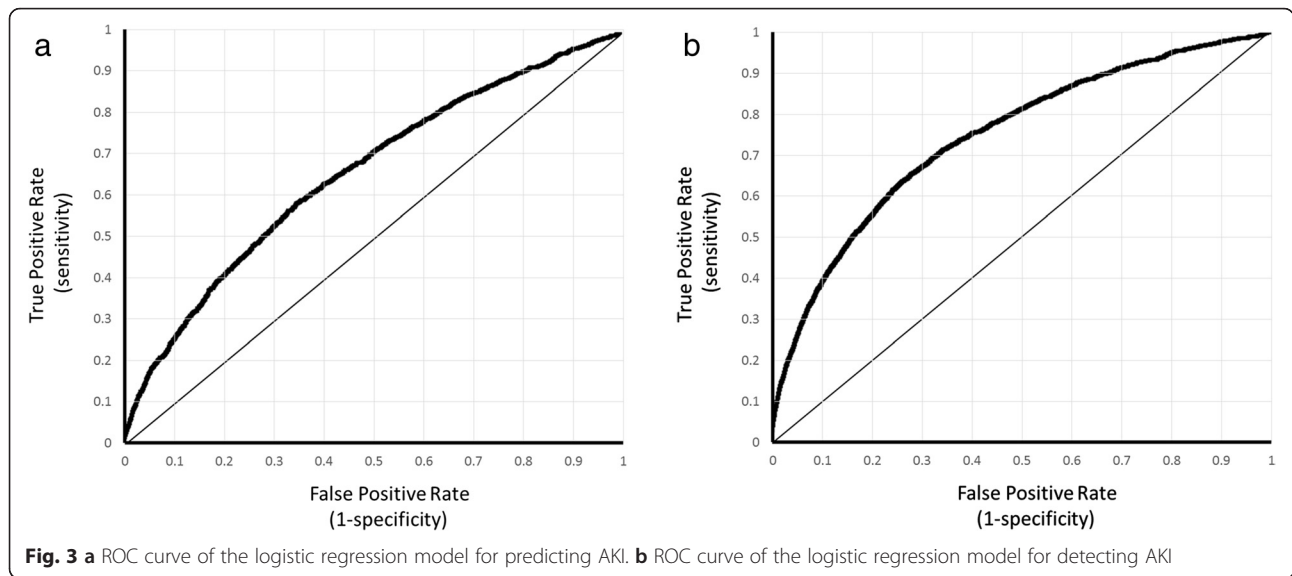 a
1
0.9
0.8
0.7
0.6
0.5
0.4
0.3
0.2
0.1
0
True Positive Rate
(sensitivity)
0 0.1 0.2 0.3 0.4 0.5 0.6 0.7 0.8 0.9 1
False Positive Rate
(1-specificity)
b
1
0.9
0.8
0.7
0.6
0.5
0.4
0.3
0.2
0.1
0
True Positive Rate
(sensitivity)
0 0.1 0.2 0.3 0.4 0.5 0.6 0.7 0.8 0.9 1
False Positive Rate
(1-specificity)
Fig. 3 a ROC curve of the logistic regression model for predicting AKI. b ROC curve of the logistic regression model for detecting AKI